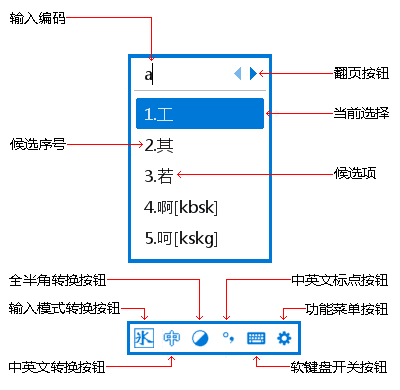 输入编码
a
翻页按钮
1.工
当前选择
候选序号
2.其
3.若
候选项
4.啊[kbsk]
5.呵[kskg]
全半角转换按钮
中英文标点按钮
输入模式转换按钮
功能菜单按钮
氷 中 °,
中英文转换按钮
软键盘开关按钮